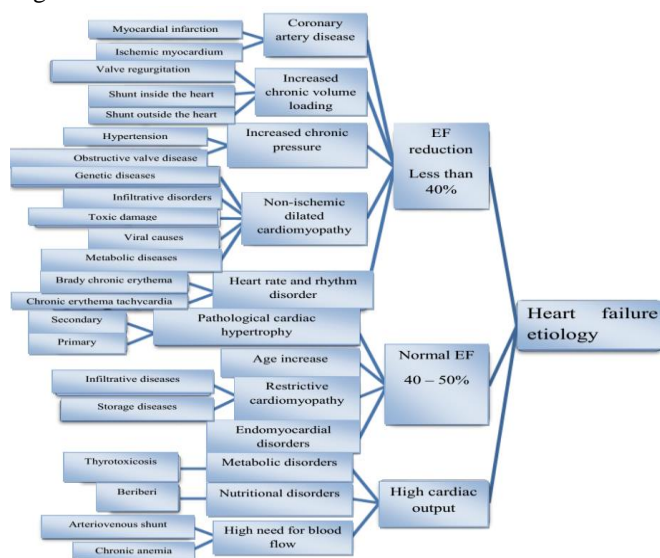 Myocardial infarction
Ischemic myocardium
Coronary
artery disease
Valve regurgitation
Shunt inside the heart
Shunt outside the heart
Increased
chronic volume
loading
Hypertension
Obstructive valve disease
Increased chronic
pressure
Genetic diseases
Infiltrative disorders
Toxic damage
Viral causes
Metabolic diseases
Non-ischemic
dilated
cardiomyopathy
Brady chronic erythema
Chronic erythema tachycardia
Heart rate and rhythm
disorder
EF
reduction
Less than
40%
Secondary
Primary
Pathological cardiac
hypertrophy
Age increase
Infiltrative diseases
Storage diseases
Restrictive
cardiomyopathy
Endomyocardial
disorders
Normal EF
40 – 50%
Thyrotoxicosis
Metabolic disorders
Beriberi
Nutritional disorders
Arteriovenous shunt
Chronic anemia
High need for blood
flow
High cardiac
output
Heart failure
etiology